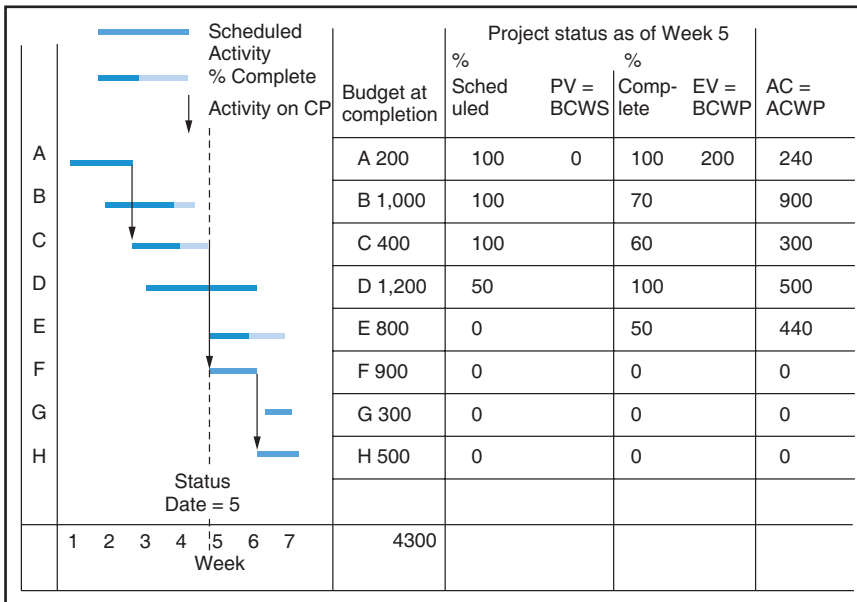 Scheduled
Activity
% Complete
Activity on CP
Project status as of Week 5
Budget at
completion
%
Sched
uled
PV =
BCWS
%
Comp-
lete
EV =
BCWP
AC =
ACWP
A A 200 100 0 100 200 240
B B 1,000 100 70 900
C C 400 100 60 300
D D 1,200 50 100 500
E E 800 0 50 440
F F 900 0 0 0
G G 300 0 0 0
H H 500 0 0 0
Status
Date = 5
1 2 3 4 5 6 7 4300
Week